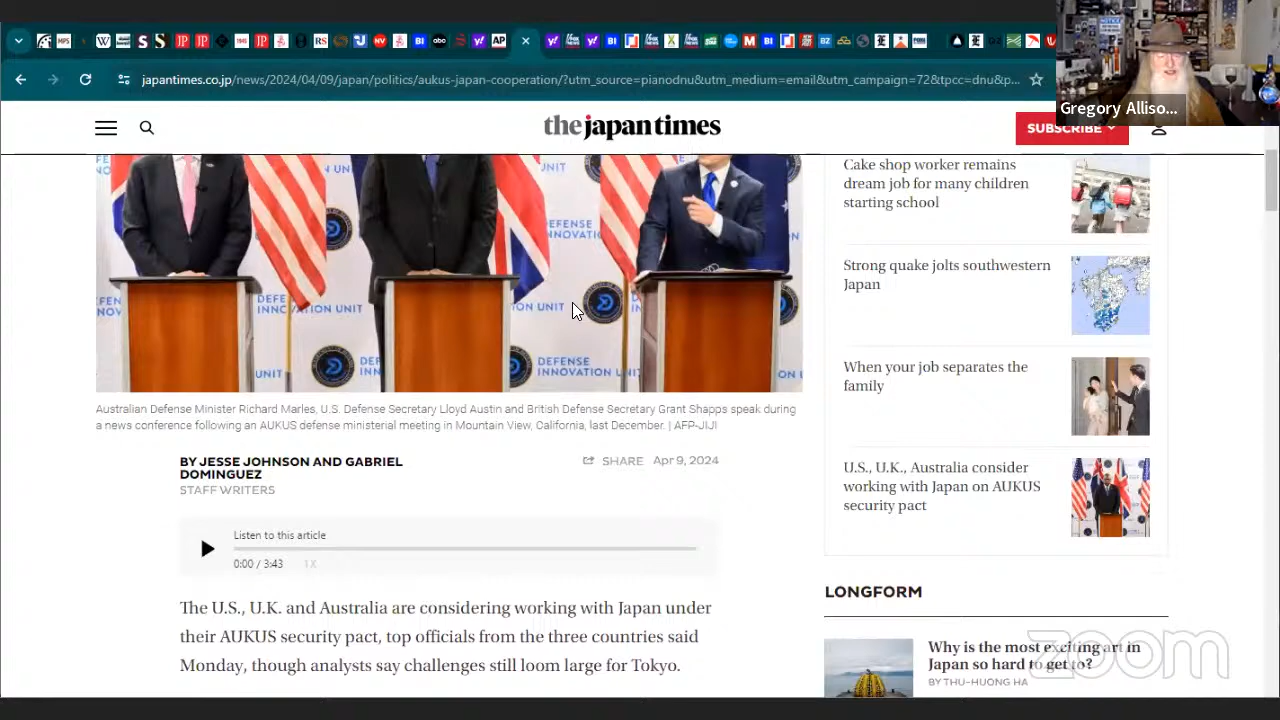 japantimes.co.jp/news/2024/04/09/japan/politics/aukus-japan-cooperation/?utm_source=pianodnu&utm_medium=email&utm_campaign=72&tpcc=dnu&p...
Gregory Alliso...
the japan times
SUBSCRIBE
DEFENSE
INNOVATI
DEFENSE
INNOVATION UNIT
DEFENSE
INNOVATION UNIT
Australian Defense Minister Richard Marles, U.S. Defense Secretary Lloyd Austin and British Defense Secretary Grant Shapps speak during
a news conference following an AUKUS defense ministerial meeting in Mountain View, California, last December. | AFP-JIJI
BY JESSE JOHNSON AND GABRIEL
DOMINGUEZ
STAFF WRITERS
SHARE Apr 9, 2024
Listen to this article
0:00 / 3:43 1X
The U.S., U.K. and Australia are considering working with Japan under
their AUKUS security pact, top officials from the three countries said
Monday, though analysts say challenges still loom large for Tokyo.
Cake shop worker remains
dream job for many children
starting school
Strong quake jolts southwestern
Japan
When your job separates the
family
U.S., U.K., Australia consider
working with Japan on AUKUS
security pact
LONGFORM
Why is the most exciting art in
Japan so hard to get to?
BY THU-HUONG HA
zoom